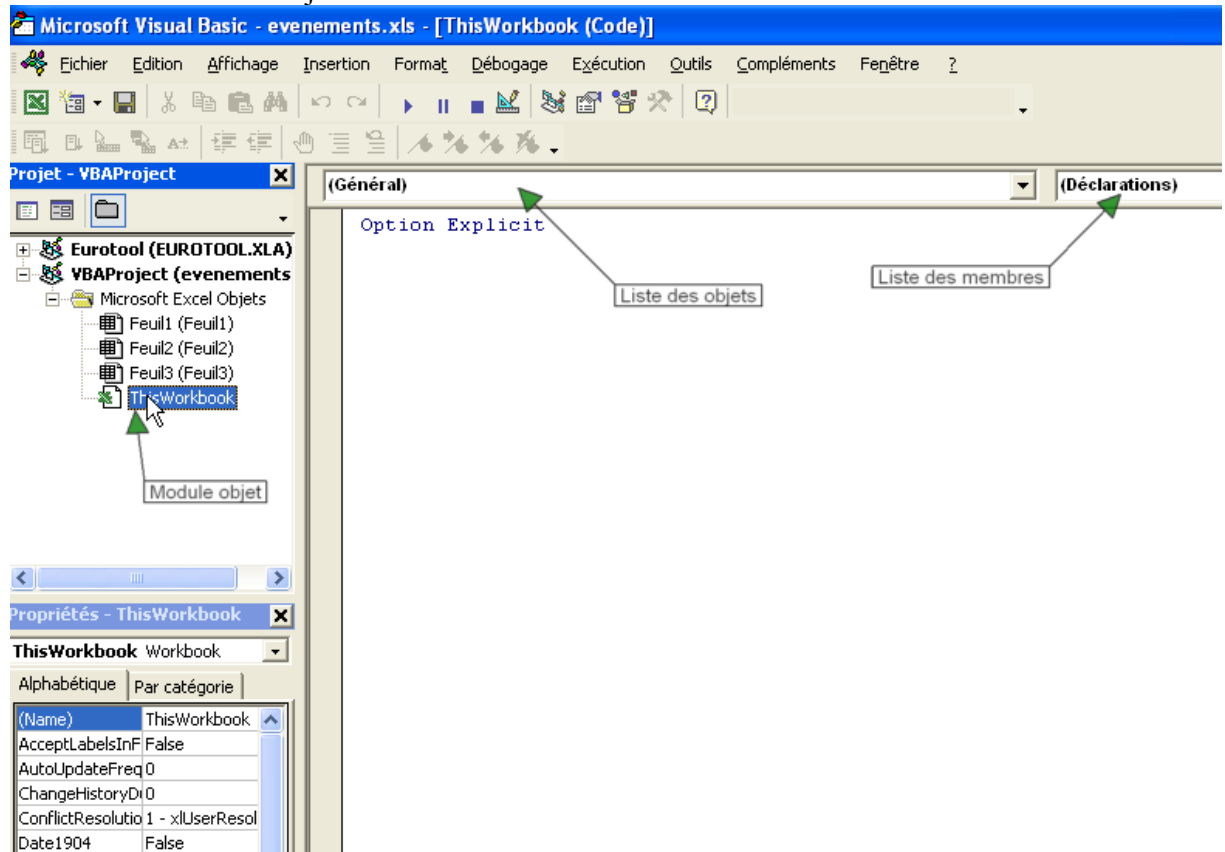 Microsoft Visual Basic - evenements.xls - [ThisWorkbook (Code)]
Fichier Edition Affichage Insertion Format Débogage Exécution Outils Compléments Fenêtre ?
Projet - VBAProject
(Général) (Déclarations)
Option Explicit
Eurotool (EUROTOOL.XLA)
VBAProject (evenements
Microsoft Excel Objets
Liste des objets
Liste des membres
Feuil1 (Feuil1)
Feuil2 (Feuil2)
Feuil3 (Feuil3)
ThisWorkbook
Module objet
Propriétés - ThisWorkbook
ThisWorkbook Workbook
Alphabétique Par catégorie
(Name) ThisWorkbook
AcceptLabelsInF False
AutoUpdateFreq 0
ChangeHistoryD 0
ConflictResolutio 1 - xlUserResol
Date1904 False